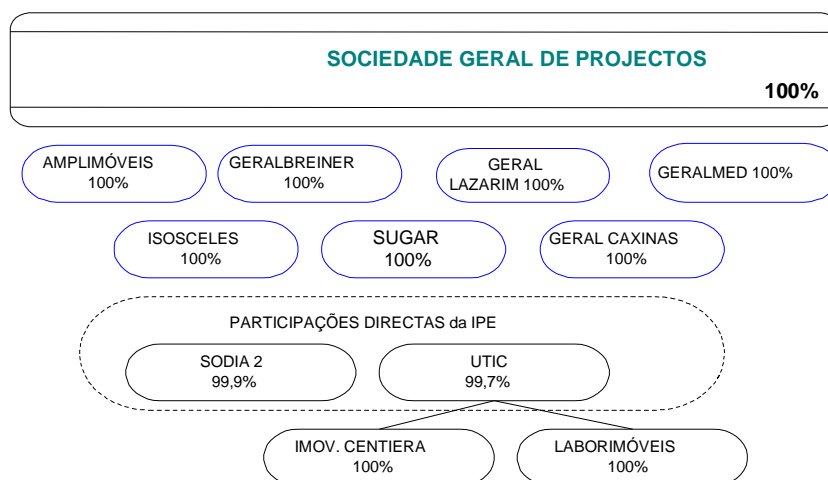 SOCIEDADE GERAL DE PROJECTOS
100%
AMPLIMÓVEIS
100%
GERALBREINER
100%
GERAL
LAZARIM 100%
GERALMED 100%
ISOSCELES
100%
SUGAR
100%
GERAL CAXINAS
100%
PARTICIPAÇÕES DIRECTAS da IPE
SODIA 2
99,9%
UTIC
99,7%
IMOV. CENTIERA
100%
LABORIMÓVEIS
100%